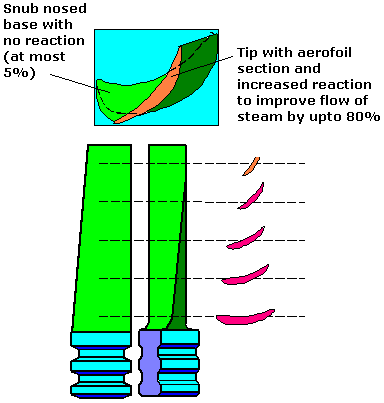 Snub nosed
base with
no reaction
(at most
5%)
Tip with aerofoil
section and
increased reaction
to improve flow of
steam by upto 80%